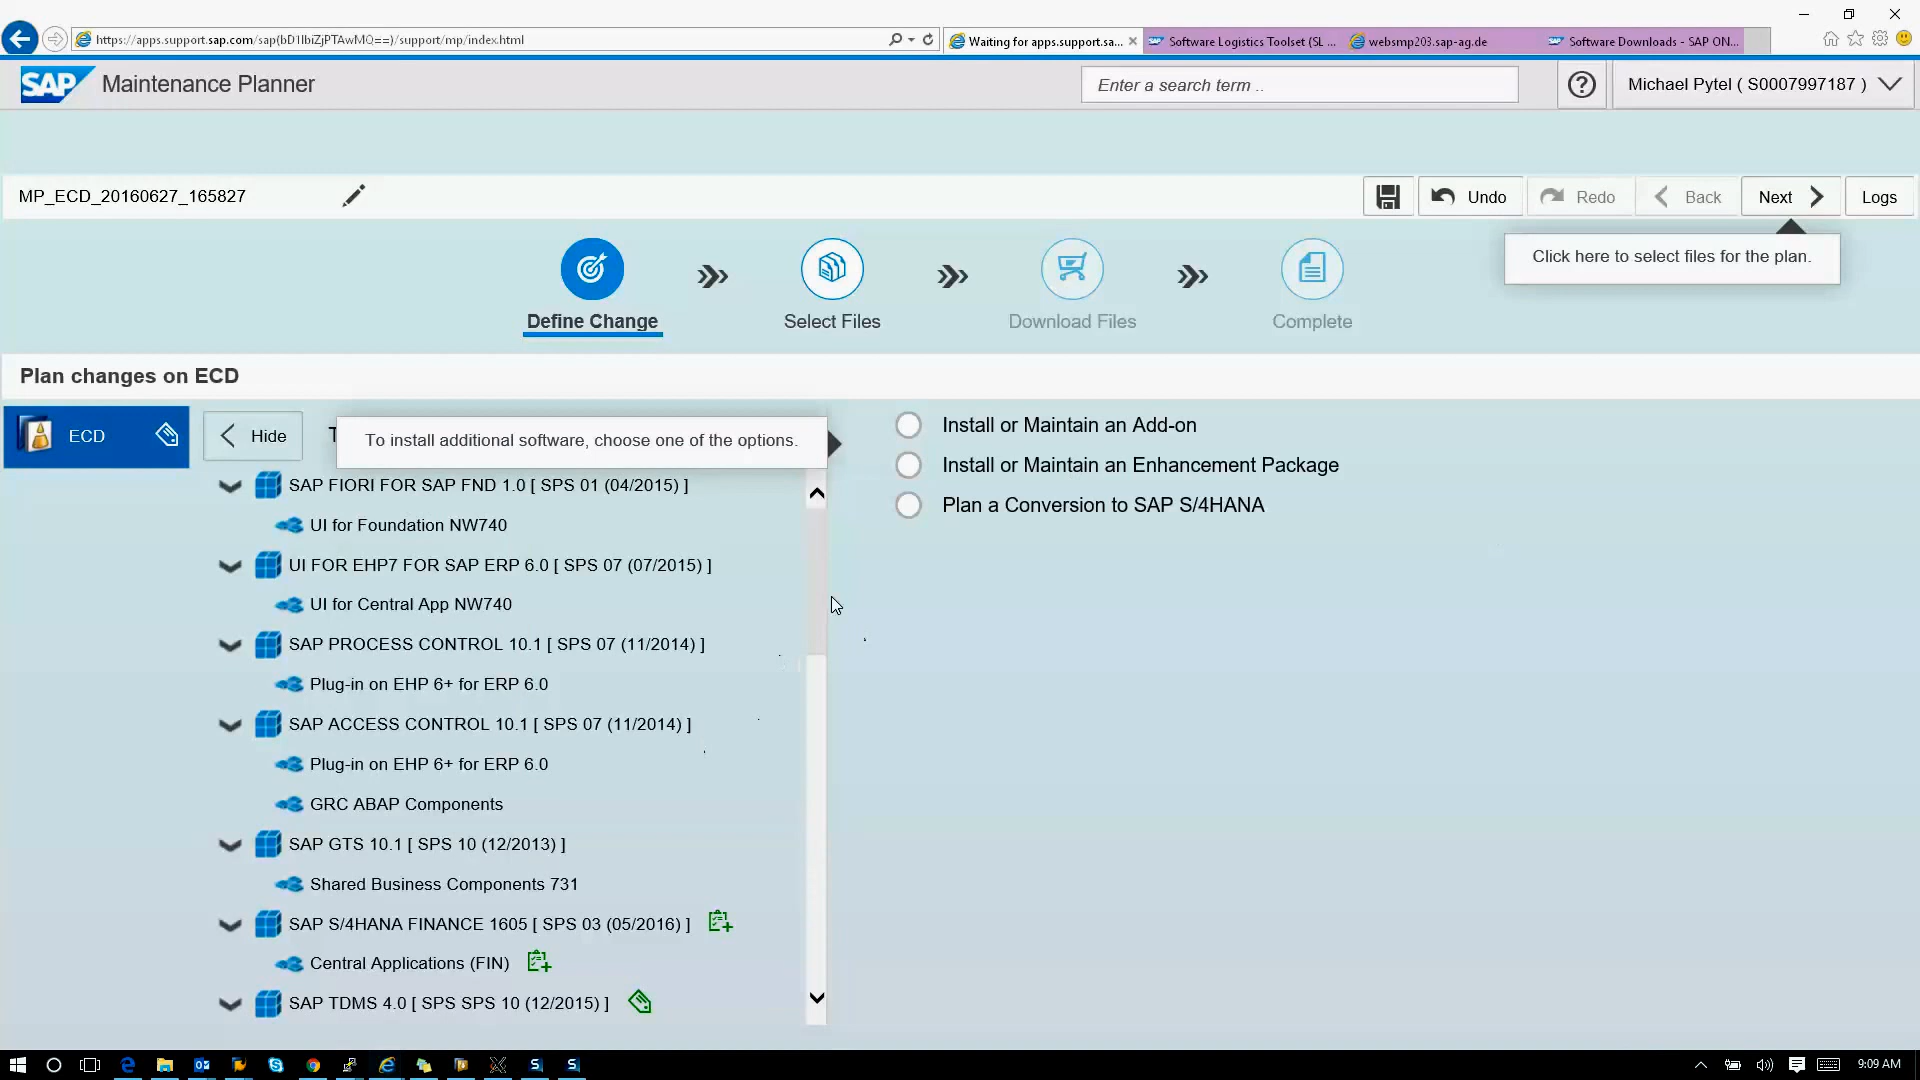 https://apps.support.sap.com/sap(bD1lbiZjPTAwMQ==)/support/mp/index.html
Waiting for apps.support.sa...
Software Logistics Toolset (SL ...
websmp203.sap-ag.de
Software Downloads - SAP ON...
SAP
Maintenance Planner
Enter a search term ..
Michael Pytel ( S0007997187 )
MP_ECD_20160627_165827
Undo
Redo
Back
Next
Logs
Click here to select files for the plan.
Define Change
Select Files
Download Files
Complete
Plan changes on ECD
ECD
Hide
To install additional software, choose one of the options.
Install or Maintain an Add-on
Install or Maintain an Enhancement Package
Plan a Conversion to SAP S/4HANA
SAP FIORI FOR SAP FND 1.0 [ SPS 01 (04/2015) ]
UI for Foundation NW740
UI FOR EHP7 FOR SAP ERP 6.0 [ SPS 07 (07/2015) ]
UI for Central App NW740
SAP PROCESS CONTROL 10.1 [ SPS 07 (11/2014) ]
Plug-in on EHP 6+ for ERP 6.0
SAP ACCESS CONTROL 10.1 [ SPS 07 (11/2014) ]
Plug-in on EHP 6+ for ERP 6.0
GRC ABAP Components
SAP GTS 10.1 [ SPS 10 (12/2013) ]
Shared Business Components 731
SAP S/4HANA FINANCE 1605 [ SPS 03 (05/2016) ]
Central Applications (FIN)
SAP TDMS 4.0 [ SPS SPS 10 (12/2015) ]
9:09 AM